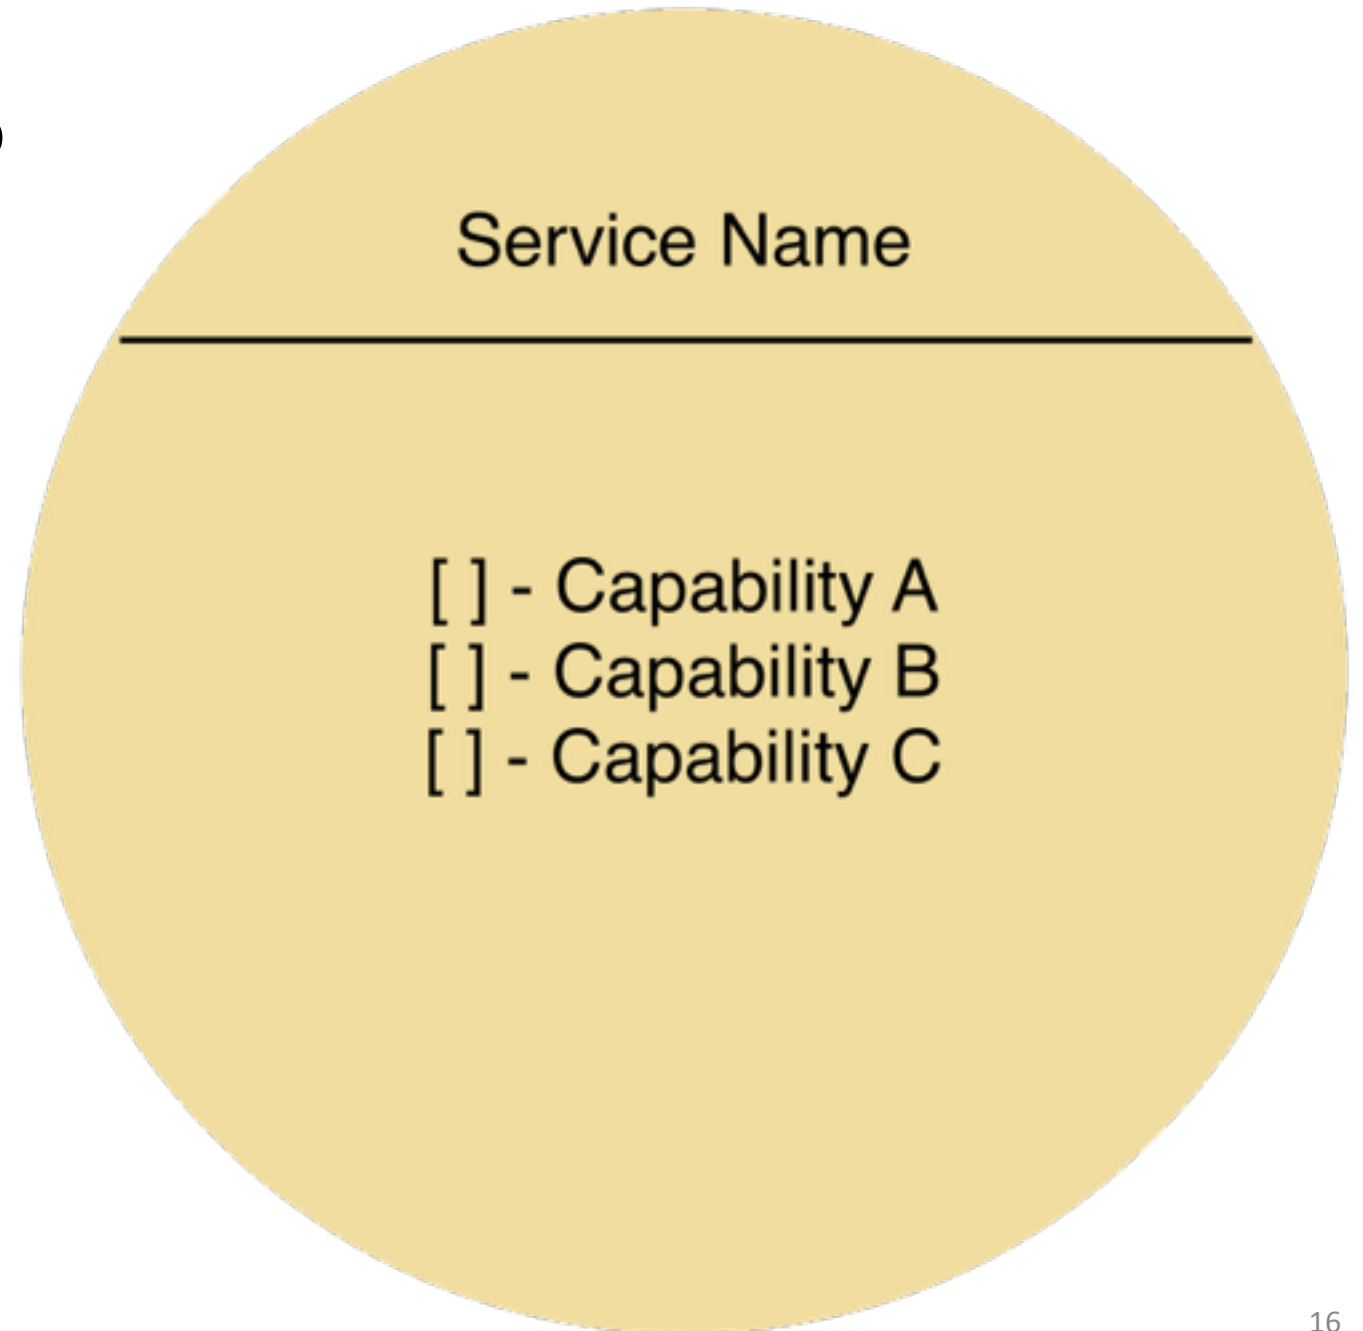 )
Service Name
[ ] - Capability A
[ ] - Capability B
[ ] - Capability C
16